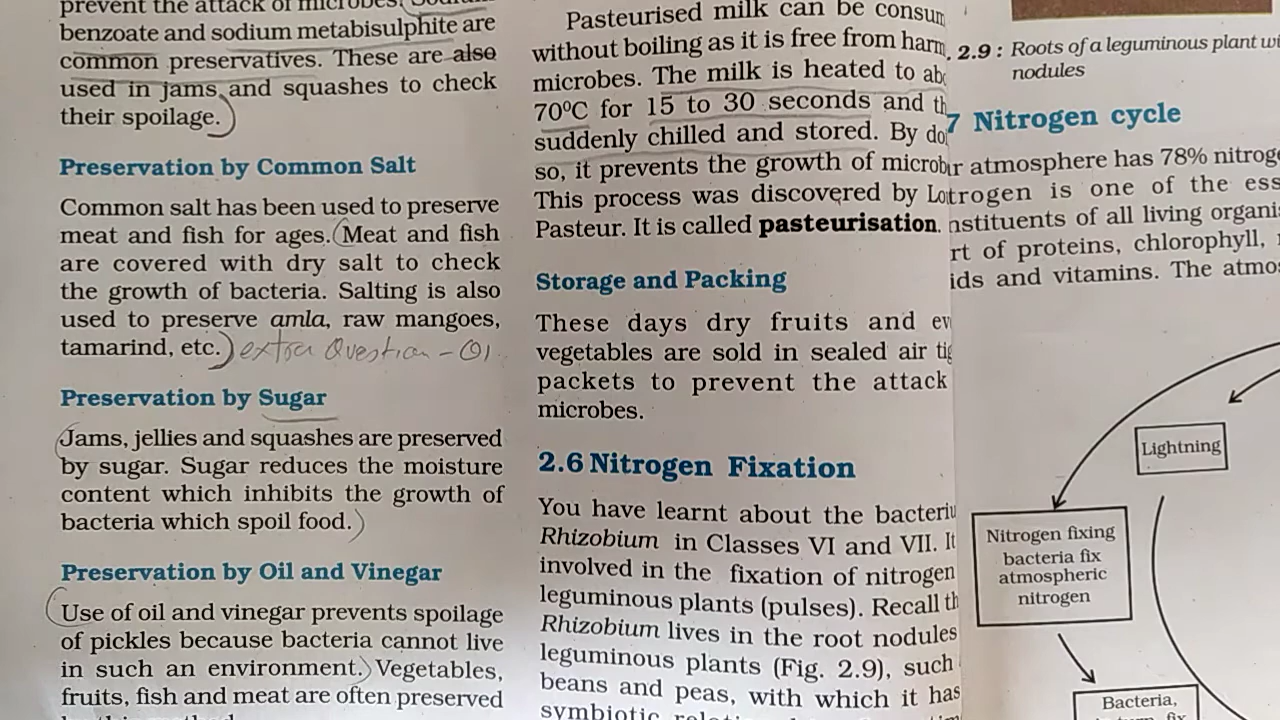 prevent the attack of microbes.
benzoate and sodium metabisulphite are
common preservatives. These are also
used in jams and squashes to check
their spoilage.)
Preservation by Common Salt
Common salt has been used to preserve
meat and fish for ages. (Meat and fish
are covered with dry salt to check
the growth of bacteria. Salting is also
used to preserve amla, raw mangoes,
tamarind, etc.) extra Question - 01
Preservation by Sugar
(Jams, jellies and squashes are preserved
by sugar. Sugar reduces the moisture
content which inhibits the growth of
bacteria which spoil food.)
Preservation by Oil and Vinegar
(Use of oil and vinegar prevents spoilage
of pickles because bacteria cannot live
in such an environment.) Vegetables,
fruits, fish and meat are often preserved
Pasteurised milk can be consum
without boiling as it is free from harm
microbes. The milk is heated to abo
70°C for 15 to 30 seconds and th
suddenly chilled and stored. By do
so, it prevents the growth of microb
This process was discovered by Lo
Pasteur. It is called pasteurisation.
Storage and Packing
These days dry fruits and ev
vegetables are sold in sealed air tig
packets to prevent the attack
microbes.
2.6 Nitrogen Fixation
You have learnt about the bacteriu
Rhizobium in Classes VI and VII. It
involved in the fixation of nitrogen
leguminous plants (pulses). Recall th
Rhizobium lives in the root nodules
leguminous plants (Fig. 2.9), such
beans and peas, with which it has
symbiotic
. 2.9 : Roots of a leguminous plant wi
nodules
7 Nitrogen cycle
r atmosphere has 78% nitroge
trogen is one of the ess
nstituents of all living organi
rt of proteins, chlorophyll,
ids and vitamins. The atmo
Lightning
Nitrogen fixing
bacteria fix
atmospheric
nitrogen
Bacteria,
fix